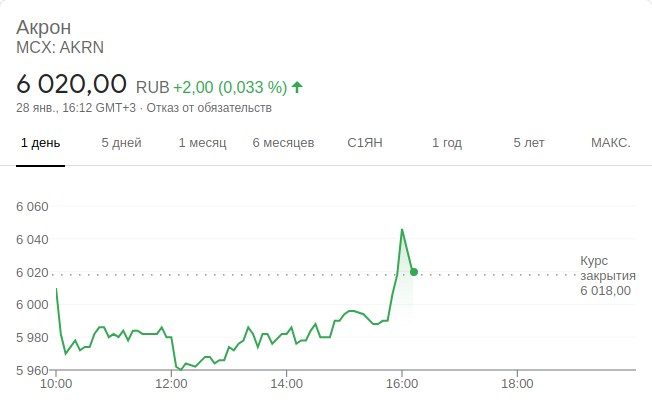 Акрон
MCX: AKRN
6 020,00 RUB +2,00 (0,033 %)
28 янв., 16:12 GMT+3 · Отказ от обязательств
1 день 5 дней 1 месяц 6 месяцев С1ЯН 1 год 5 лет МАКС.
6 060
6 040
6 020
6 000
5 980
5 960
Курс
закрытия
6 018,00
10:00 12:00 14:00 16:00 18:00